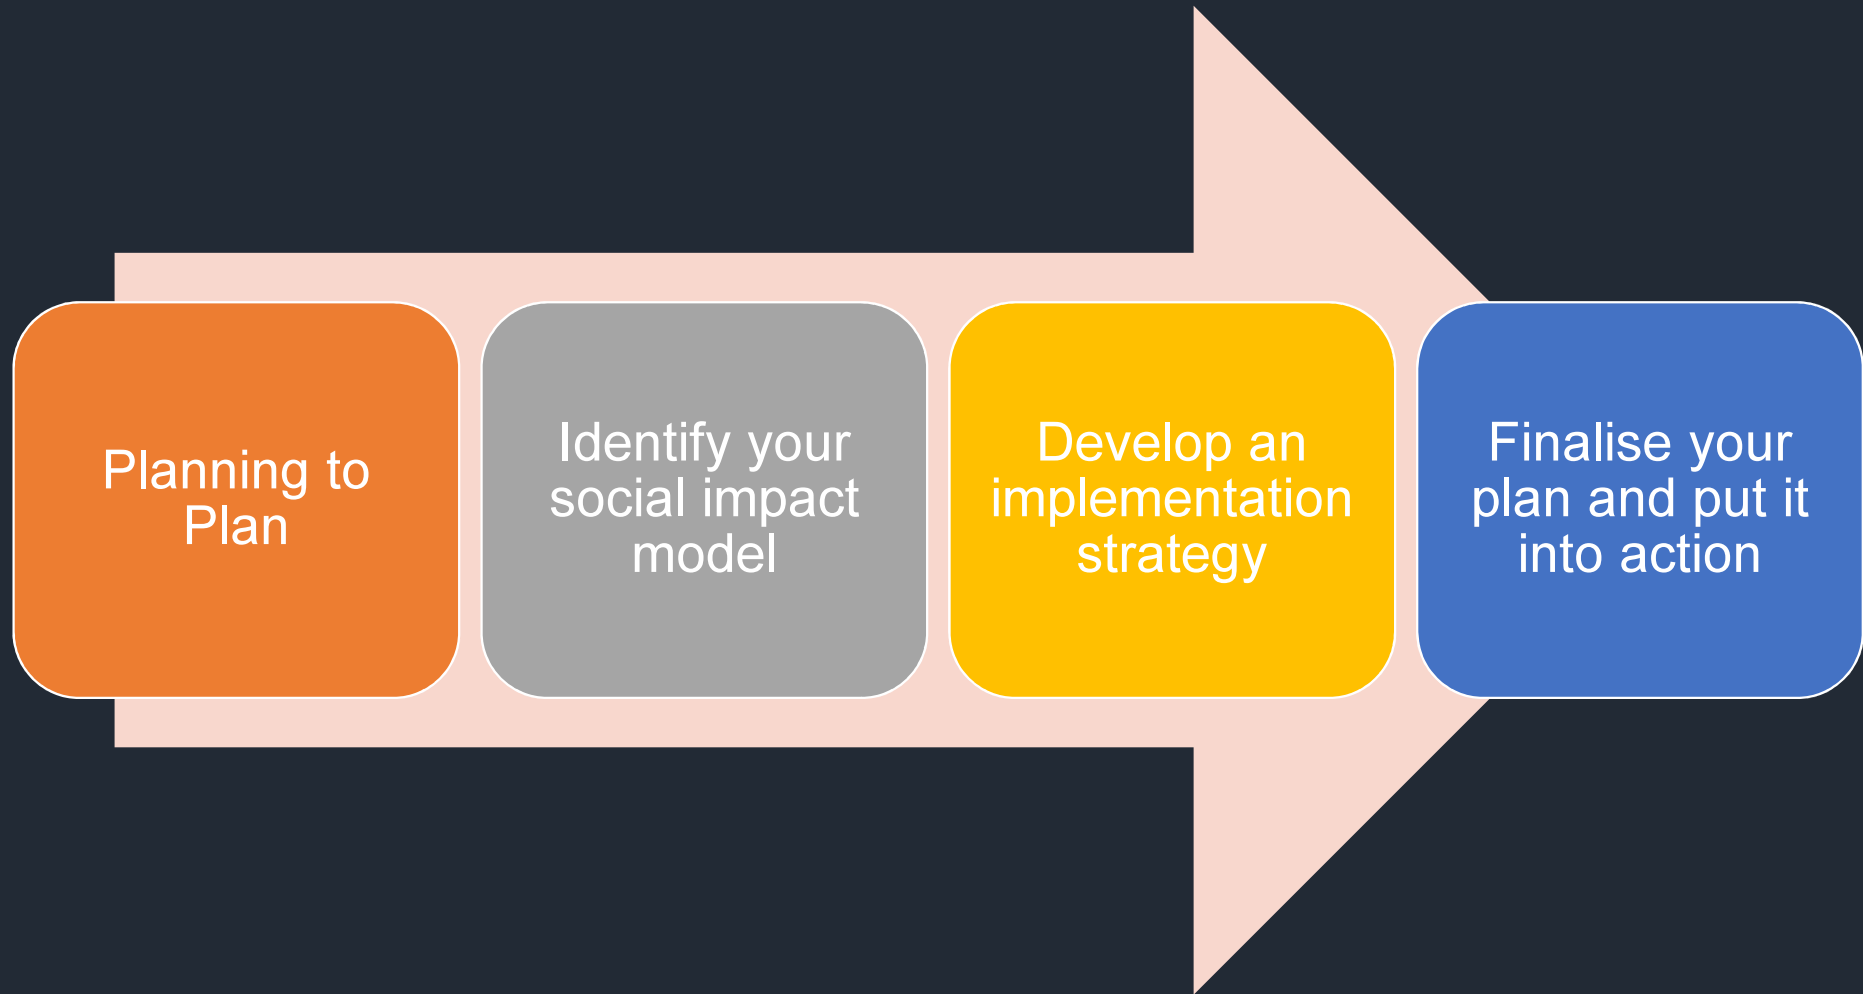 Planning to
Plan
Identify your
social impact
model
Develop an
implementation
strategy
Finalise your
plan and put it
into action